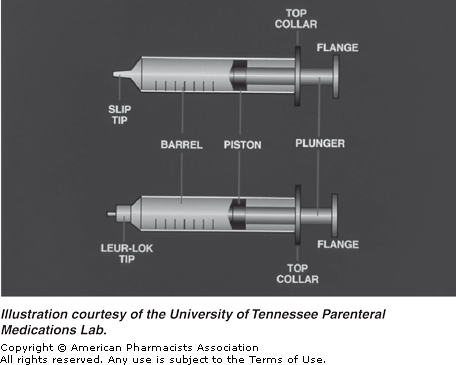 TOP
COLLAR
FLANGE
SLIP
TIP
BARREL
PISTON
PLUNGER
LEUR-LOK
TIP
FLANGE
TOP
COLLAR
Illustration courtesy of the University of Tennessee Parenteral
Medications Lab.
Copyright © American Pharmacists Association
All rights reserved. Any use is subject to the Terms of Use.